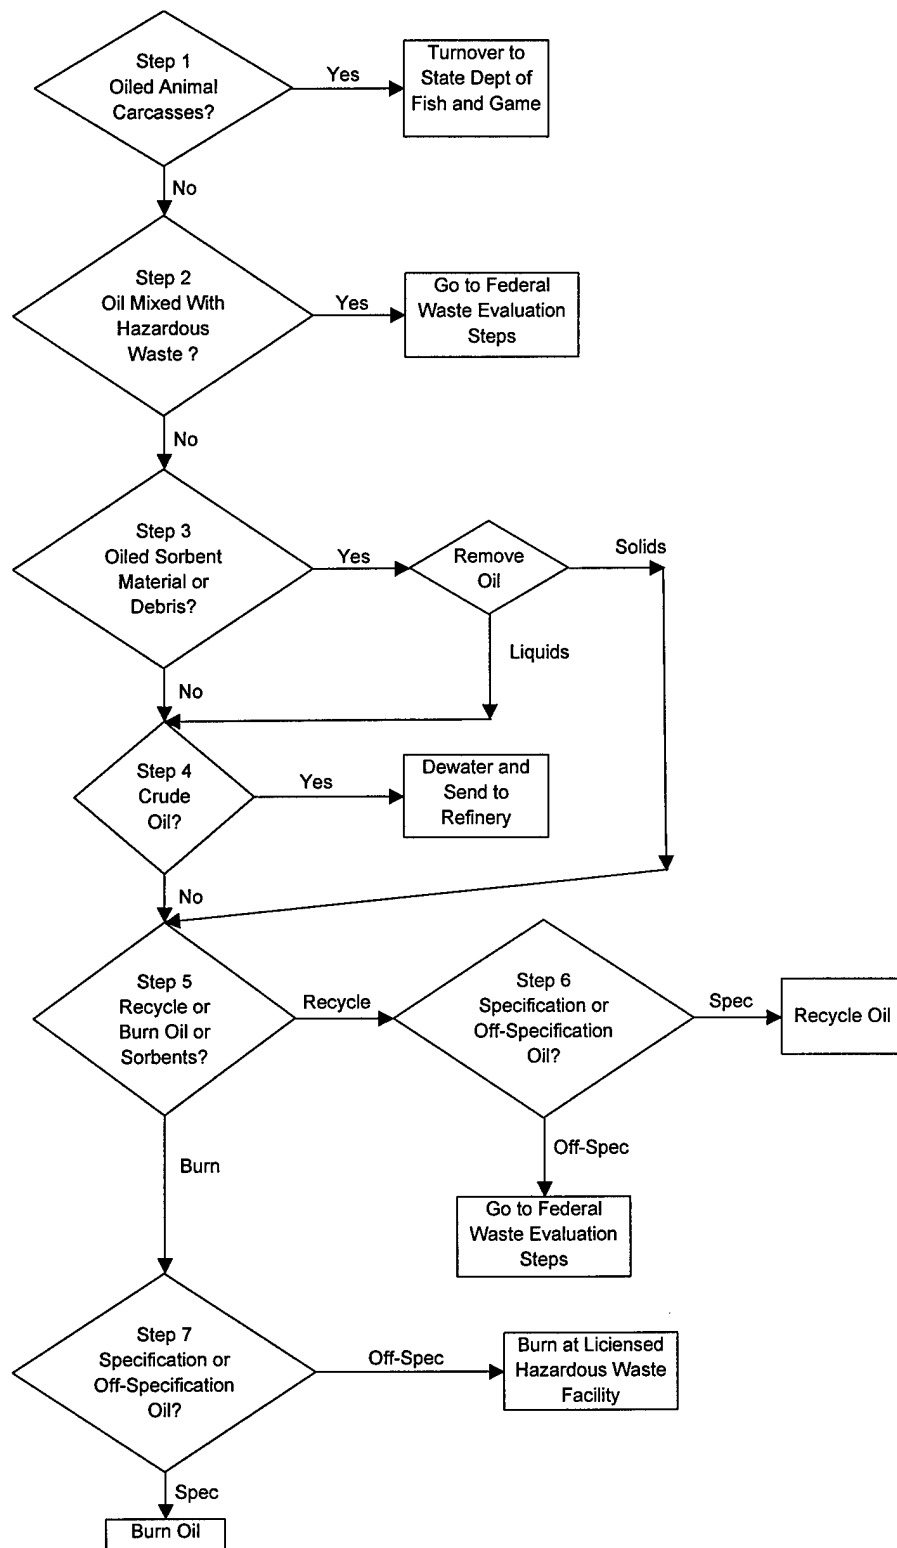 Step 1
Oiled Animal
Carcasses?
Yes
Turnover to
State Dept of
Fish and Game
No
Step 2
Oil Mixed With
Hazardous
Waste ?
Yes
Go to Federal
Waste Evaluation
Steps
No
Step 3
Oiled Sorbent
Material or
Debris?
Yes
Remove
Oil
Solids
Liquids
No
Step 4
Crude
Oil?
Yes
Dewater and
Send to
Refinery
No
Step 5
Recycle or
Burn Oil or
Sorbents?
Recycle
Step 6
Specification or
Off-Specification
Oil?
Spec
Recycle Oil
Off-Spec
Go to Federal
Waste Evaluation
Steps
Burn
Step 7
Specification or
Off-Specification
Oil?
Off-Spec
Burn at Liciensed
Hazardous Waste
Facility
Spec
Burn Oil